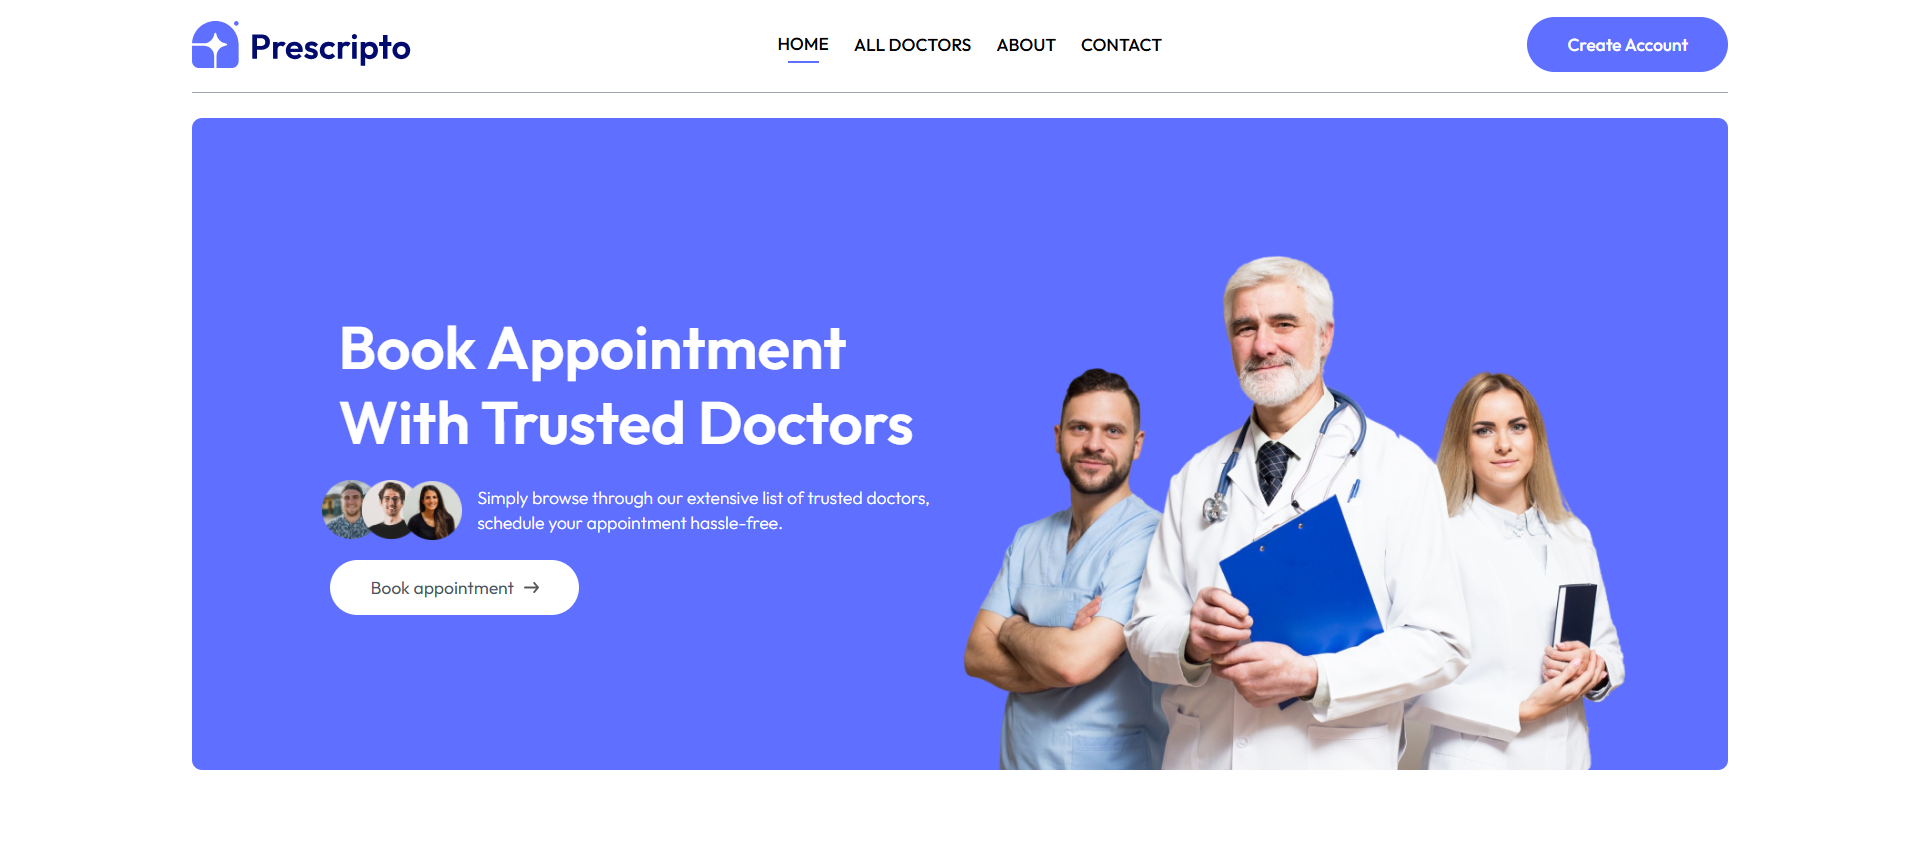 Prescripto
HOME
ALL DOCTORS
ABOUT
CONTACT
Create Account
Book Appointment
With Trusted Doctors
Simply browse through our extensive list of trusted doctors,
schedule your appointment hassle-free.
Book appointment →